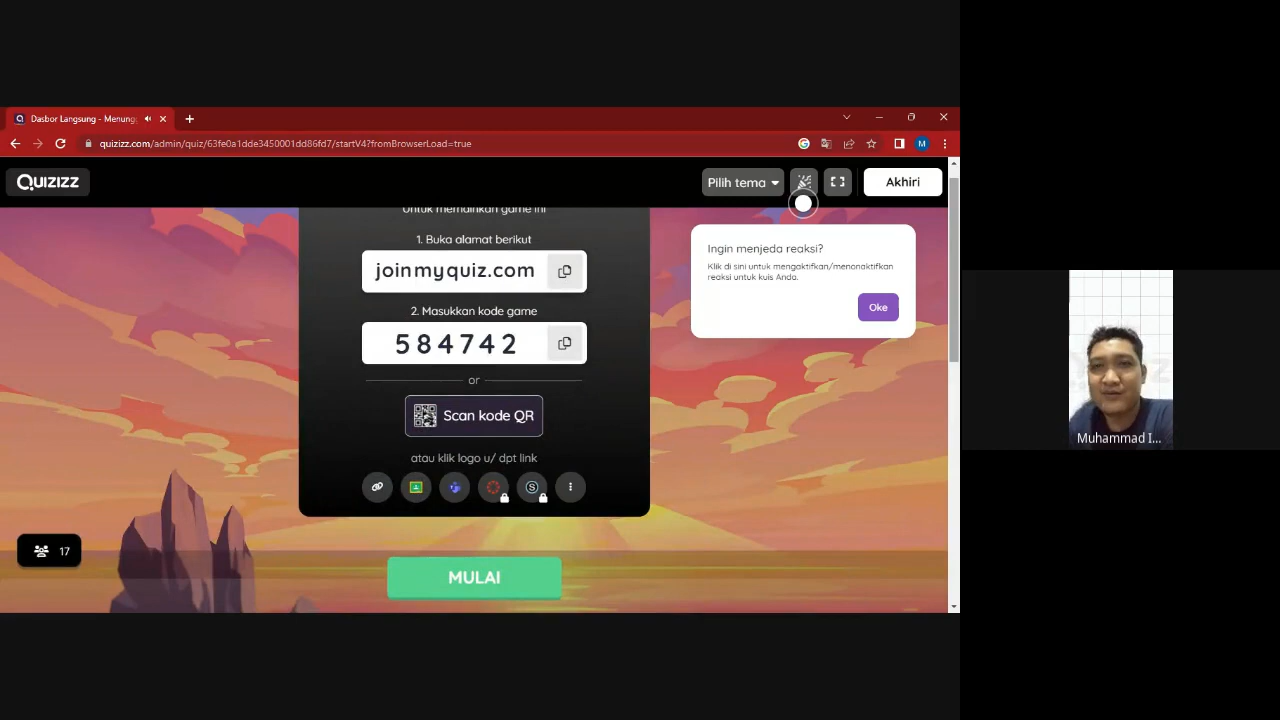 Dasbor Langsung - Menung
quizizz.com/admin/quiz/63fe0a1dde3450001dd86fd7/startV4?fromBrowserLoad=true
M
QUIZIZZ
Pilih tema
Akhiri
Untuk memainkan game ini
1. Buka alamat berikut
joinmyquiz.com
2. Masukkan kode game
584742
or
Scan kode QR
atau klik logo u/ dpt link
S
Ingin menjeda reaksi?
Klik di sini untuk mengaktifkan/menonaktifkan
reaksi untuk kuis Anda.
Oke
17
MULAI
Muhammad I...